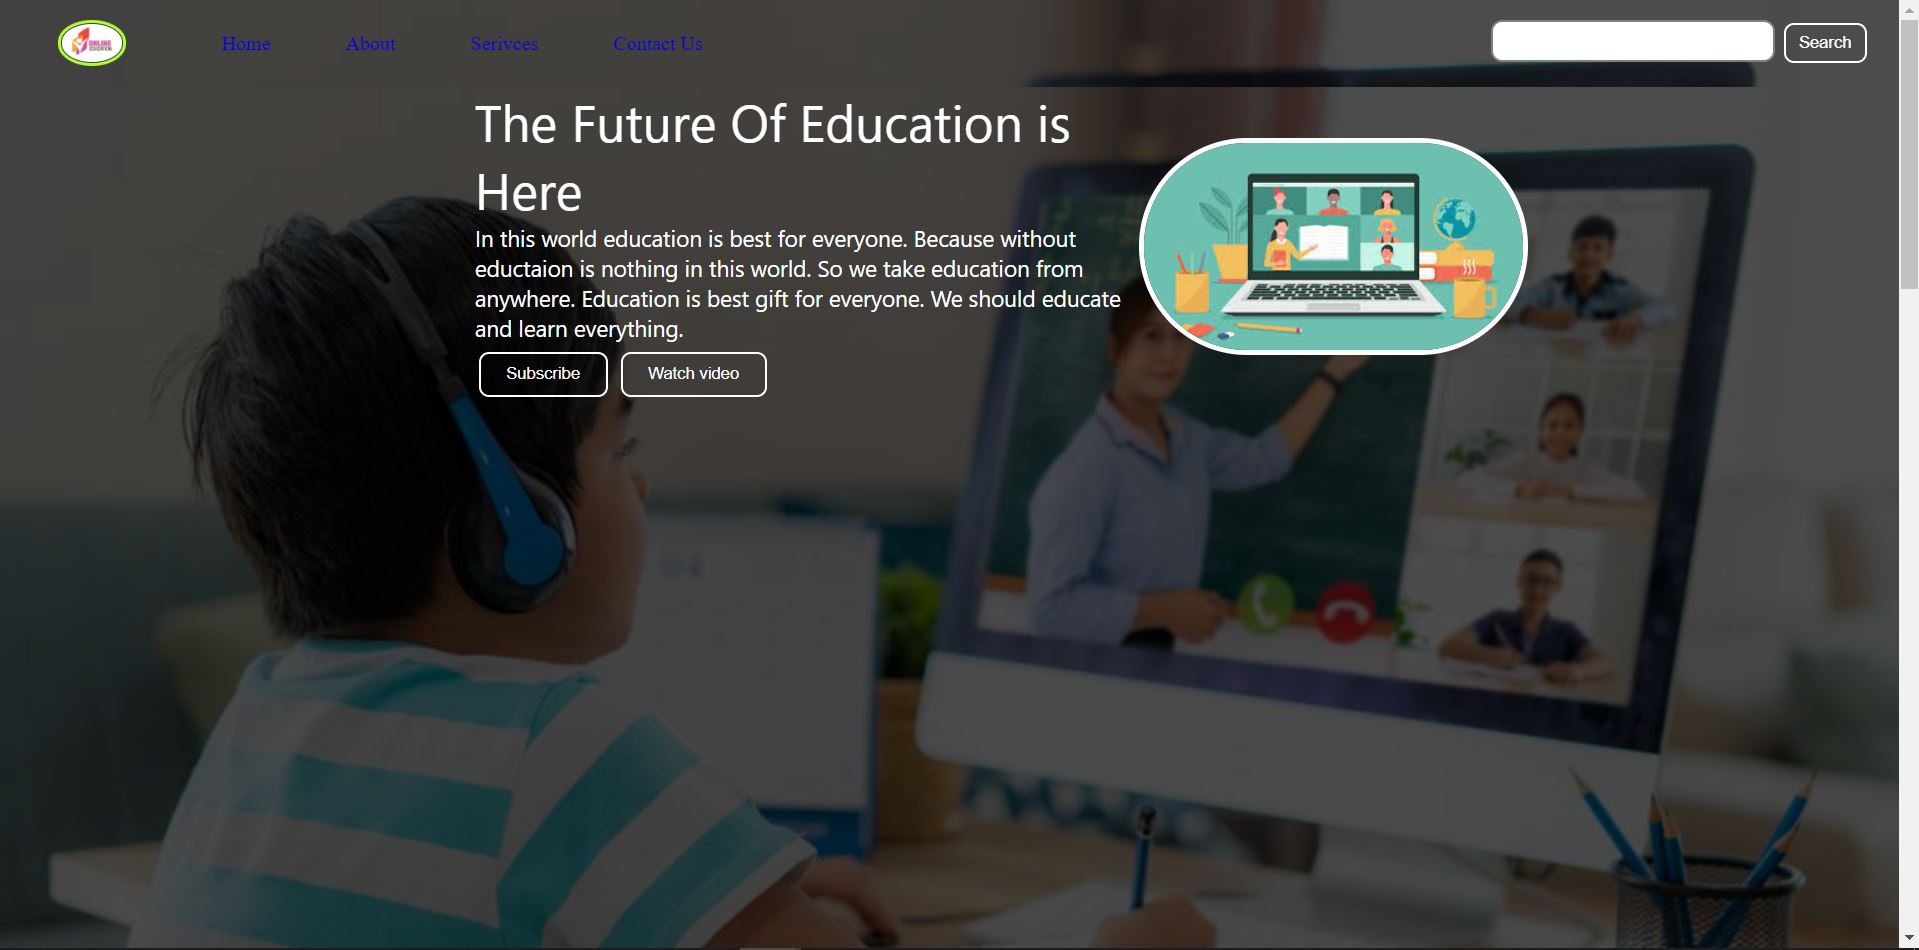 ONLINE
EDUCATION
Home
About
Serivces
Contact Us
Search
The Future Of Education is
Here
In this world education is best for everyone. Because without
eductaion is nothing in this world. So we take education from
anywhere. Education is best gift for everyone. We should educate
and learn everything.
Subscribe
Watch video